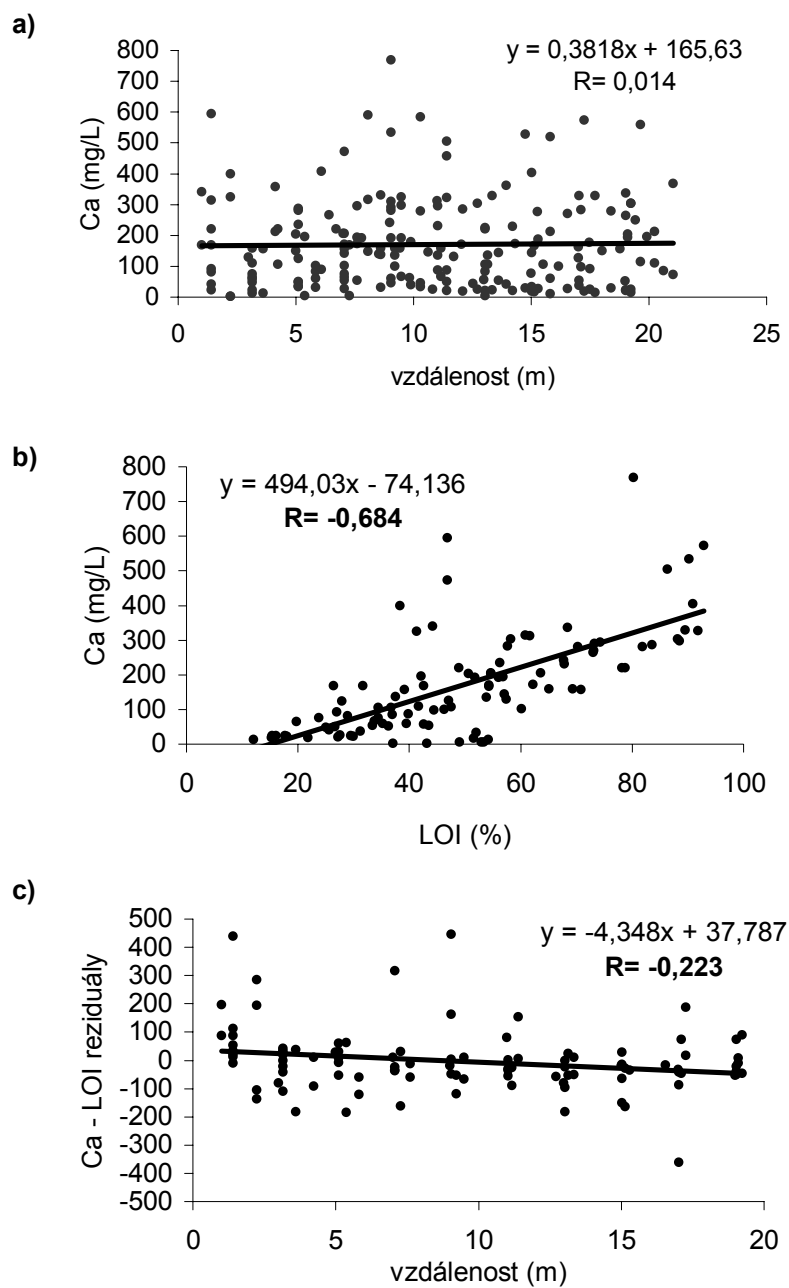 a)
y = 0,3818x + 165,63
R= 0,014
Ca (mg/L)
800
700
600
500
400
300
200
100
0
0 5 10 15 20 25
vzdálenost (m)
b)
y = 494,03x - 74,136
R= -0,684
Ca (mg/L)
800
700
600
500
400
300
200
100
0
0 20 40 60 80 100
LOI (%)
c)
y = -4,348x + 37,787
R= -0,223
Ca - LOI reziduály
500
400
300
200
100
0
-100
-200
-300
-400
-500
0 5 10 15 20
vzdálenost (m)